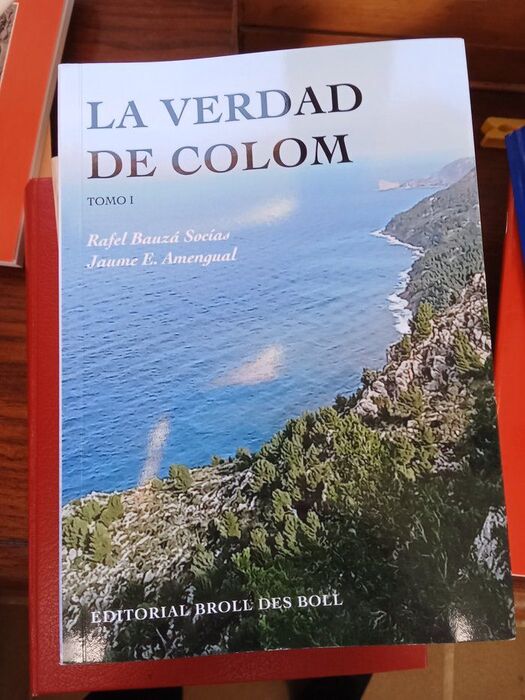 LA VERDAD
DE COLOM
TOMO I
Rafel Bauzá Socías
Jaume E. Amengual
EDITORIAL BROLL DES BOLL